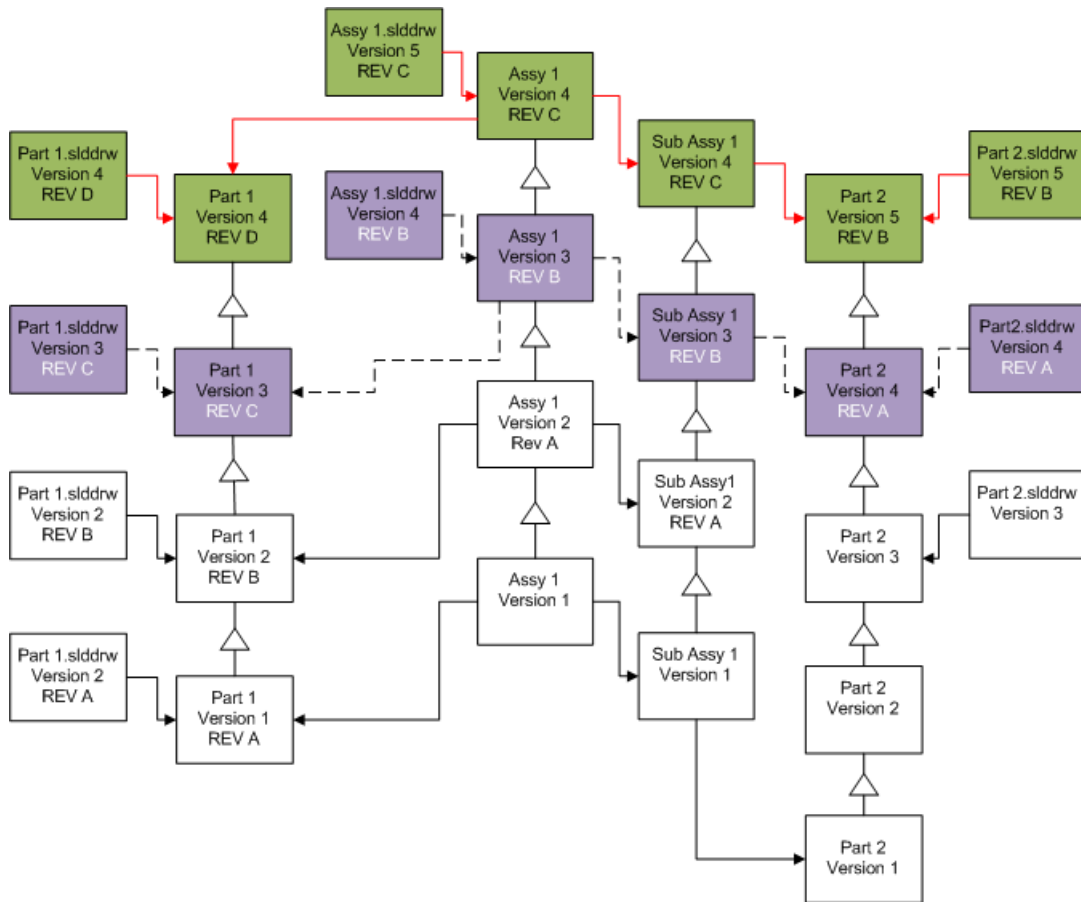 Assy 1.slddrw
Version 5
REV C
Assy 1
Version 4
REV C
Part 1.slddrw
Version 4
REV D
Part 1
Version 4
REV D
Sub Assy 1
Version 4
REV C
Part 2
Version 5
REV B
Part 2.slddrw
Version 5
REV B
Assy 1.slddrw
Version 4
REV B
Assy 1
Version 3
REV B
Part 1.slddrw
Version 3
REV C
Part 1
Version 3
REV C
Sub Assy 1
Version 3
REV B
Part 2
Version 4
REV A
Part2.slddrw
Version 4
REV A
Assy 1
Version 2
Rev A
Part 1.slddrw
Version 2
REV B
Part 1
Version 2
REV B
Sub Assy1
Version 2
REV A
Part 2
Version 3
Part 2.slddrw
Version 3
Assy 1
Version 1
Part 1.slddrw
Version 2
REV A
Part 1
Version 1
REV A
Sub Assy 1
Version 1
Part 2
Version 2
Part 2
Version 1